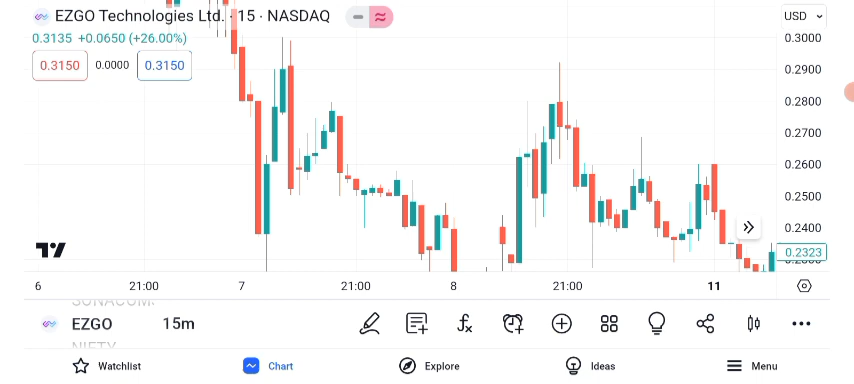 EZGO Technologies Ltd. · 15 · NASDAQ
USD
0.3135 +0.0650 (+26.00%)
0.3150 0.0000 0.3150
0.3000
0.2900
0.2800
0.2700
0.2600
0.2500
0.2400
0.2323
6 21:00 7 21:00 8 21:00 11
EZGO 15m
Watchlist Chart Explore Ideas Menu